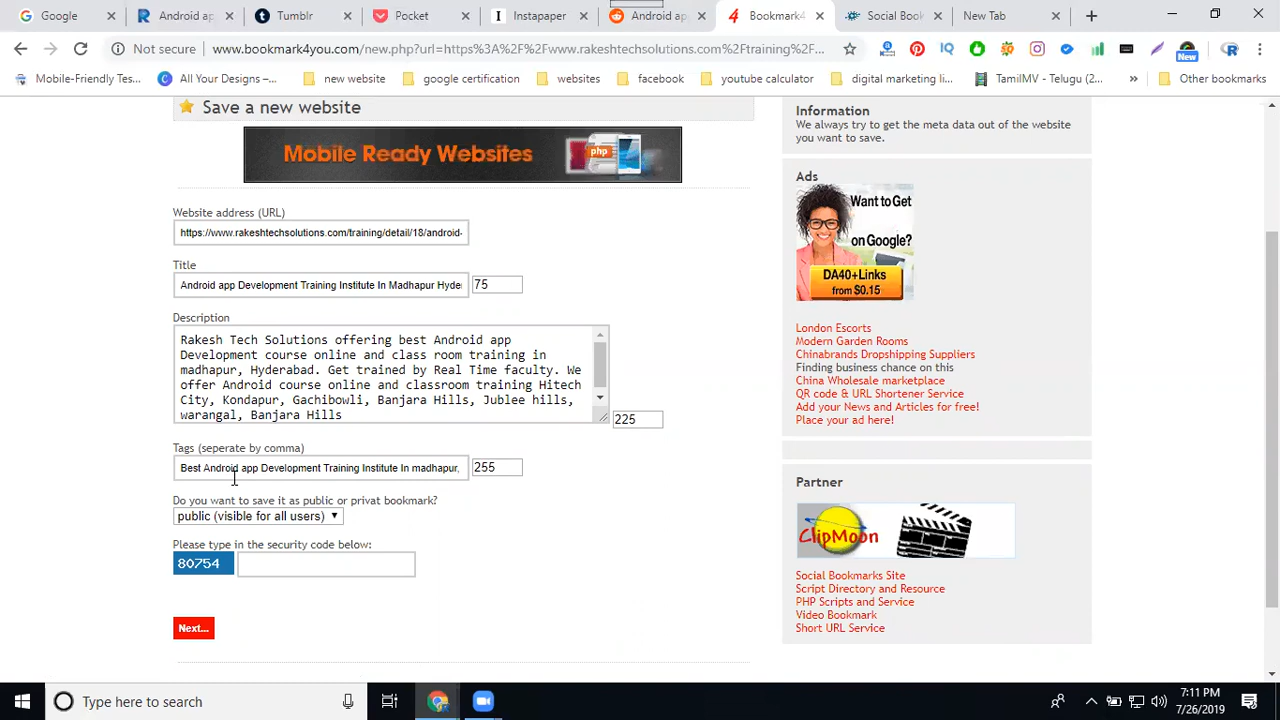 Google
Android ap
Tumblr
Pocket
Instapaper
Android ap
Bookmark4
Social Book
New Tab
Not secure
www.bookmark4you.com/new.php?url=https%3A%2F%2Fwww.rakeshtechsolutions.com%2Ftraining%2F...
Mobile-Friendly Tes...
All Your Designs –...
new website
google certification
websites
facebook
youtube calculator
digital marketing li...
TamilMV - Telugu (2...
»
Other bookmarks
New
Save a new website
Mobile Ready Websites
php
Website address (URL)
https://www.rakeshtechsolutions.com/training/detail/18/android-
Title
Android app Development Training Institute In Madhapur Hyde
75
Description
Rakesh Tech Solutions offering best Android app
Development course online and class room training in
madhapur, Hyderabad. Get trained by Real Time faculty. We
offer Android course online and classroom training Hitech
City, Kondapur, Gachibowli, Banjara Hills, Jublee hills,
warangal, Banjara Hills
225
Tags (seperate by comma)
Best Android app Development Training Institute In madhapur,
255
Do you want to save it as public or privat bookmark?
public (visible for all users)
Please type in the security code below:
80754
Next...
Information
We always try to get the meta data out of the website
you want to save.
Ads
Want to Get
on Google?
DA40+Links
from $0.15
London Escorts
Modern Garden Rooms
Chinabrands Dropshipping Suppliers
Finding business chance on this
China Wholesale marketplace
QR code & URL Shortener Service
Add your News and Articles for free!
Place your ad here!
Partner
ClipMoon
Social Bookmarks Site
Script Directory and Resource
PHP Scripts and Service
Video Bookmark
Short URL Service
Type here to search
7:11 PM
7/26/2019